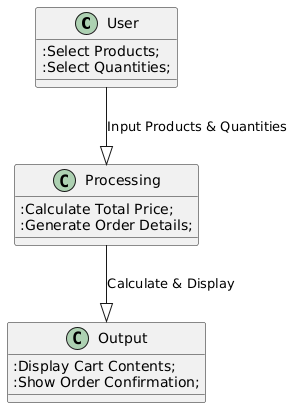 C User
:Select Products;
:Select Quantities;
Input Products & Quantities
C Processing
:Calculate Total Price;
:Generate Order Details;
Calculate & Display
C Output
:Display Cart Contents;
:Show Order Confirmation;